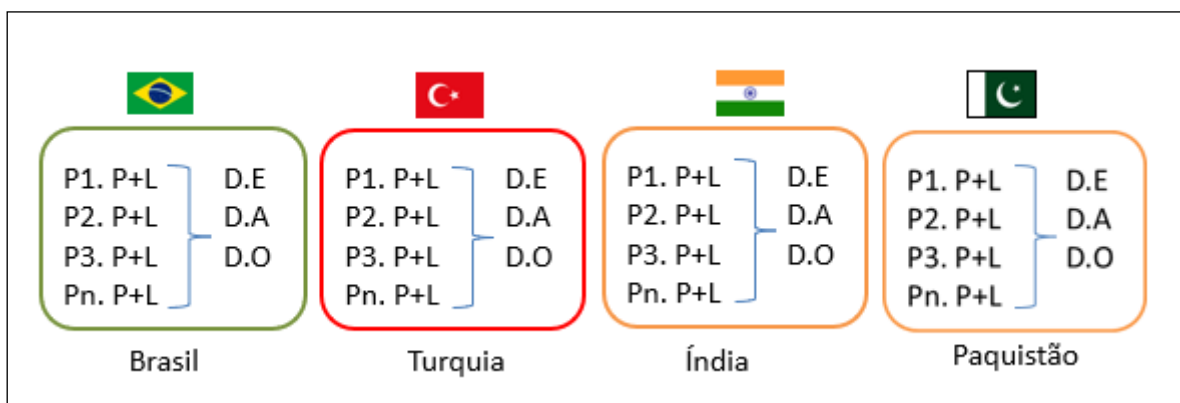 P1. P+L D.E
P2. P+L D.A
P3. P+L D.O
Pn. P+L
Brasil
P1. P+L D.E
P2. P+L D.A
P3. P+L D.O
Pn. P+L
Turquia
P1. P+L D.E
P2. P+L D.A
P3. P+L D.O
Pn. P+L
Índia
P1. P+L D.E
P2. P+L D.A
P3. P+L D.O
Pn. P+L
Paquistão